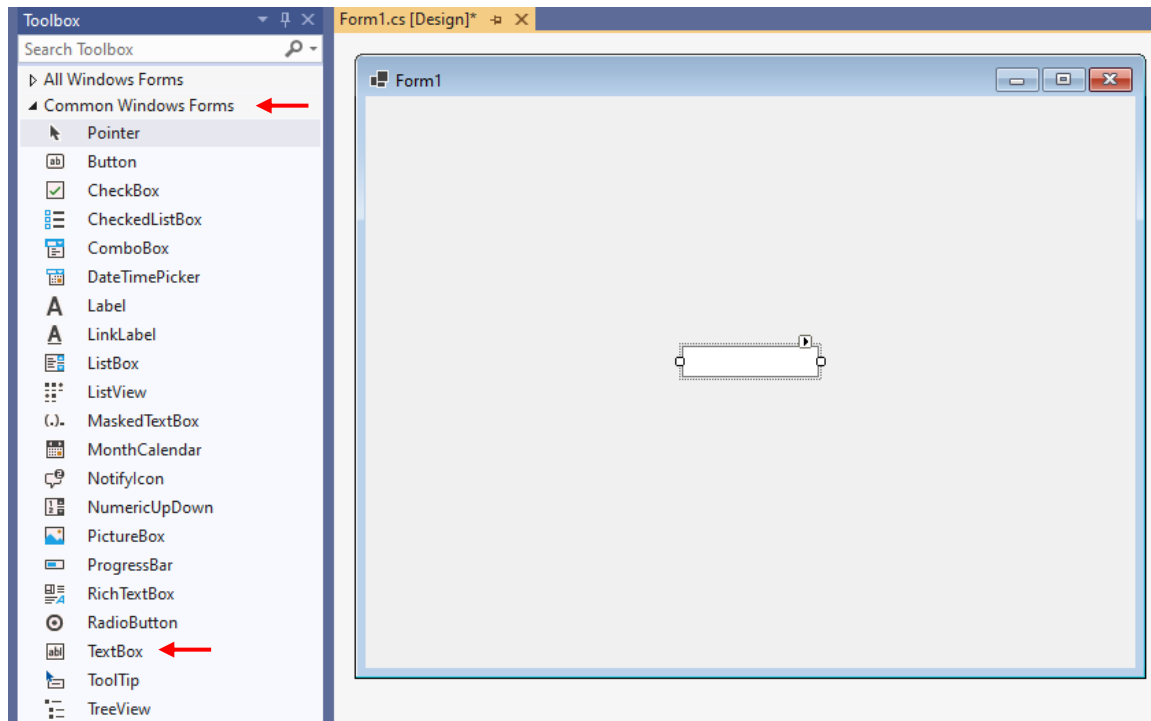 Toolbox
Search Toolbox
All Windows Forms
Common Windows Forms
Pointer
Button
CheckBox
CheckedListBox
ComboBox
DateTimePicker
Label
LinkLabel
ListBox
ListView
MaskedTextBox
MonthCalendar
NotifyIcon
NumericUpDown
PictureBox
ProgressBar
RichTextBox
RadioButton
TextBox
ToolTip
TreeView
Form1.cs [Design]*
Form1